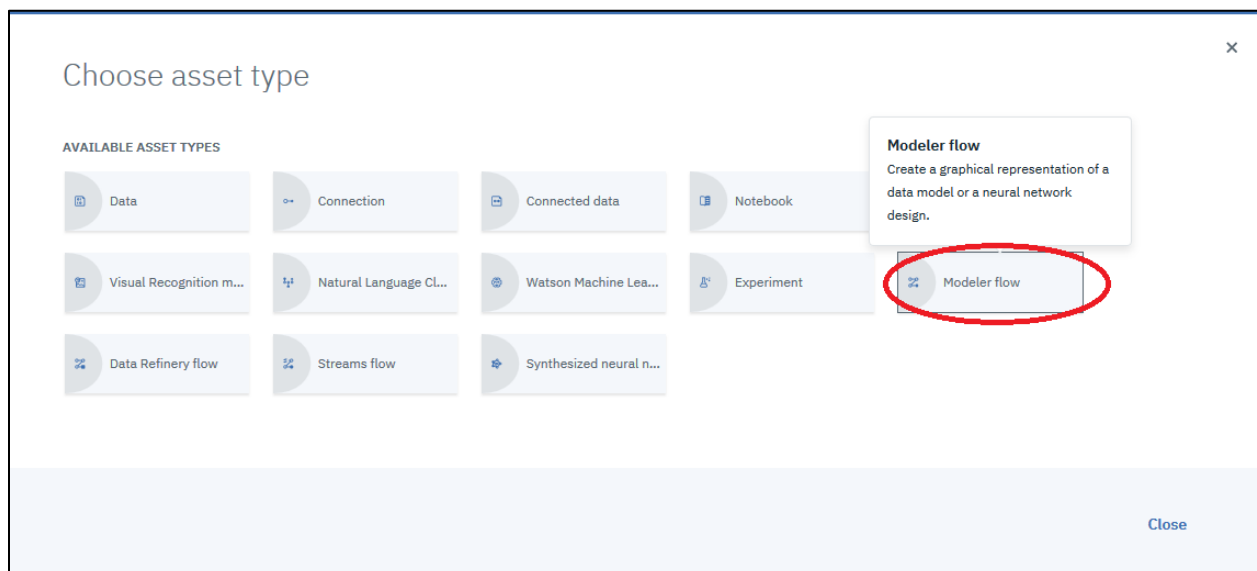 Choose asset type
AVAILABLE ASSET TYPES
Modeler flow
Create a graphical representation of a
data model or a neural network
design.
Data
Connection
Connected data
Notebook
Visual Recognition m...
Natural Language Cl...
Watson Machine Lea...
Experiment
Modeler flow
Data Refinery flow
Streams flow
Synthesized neural n...
Close